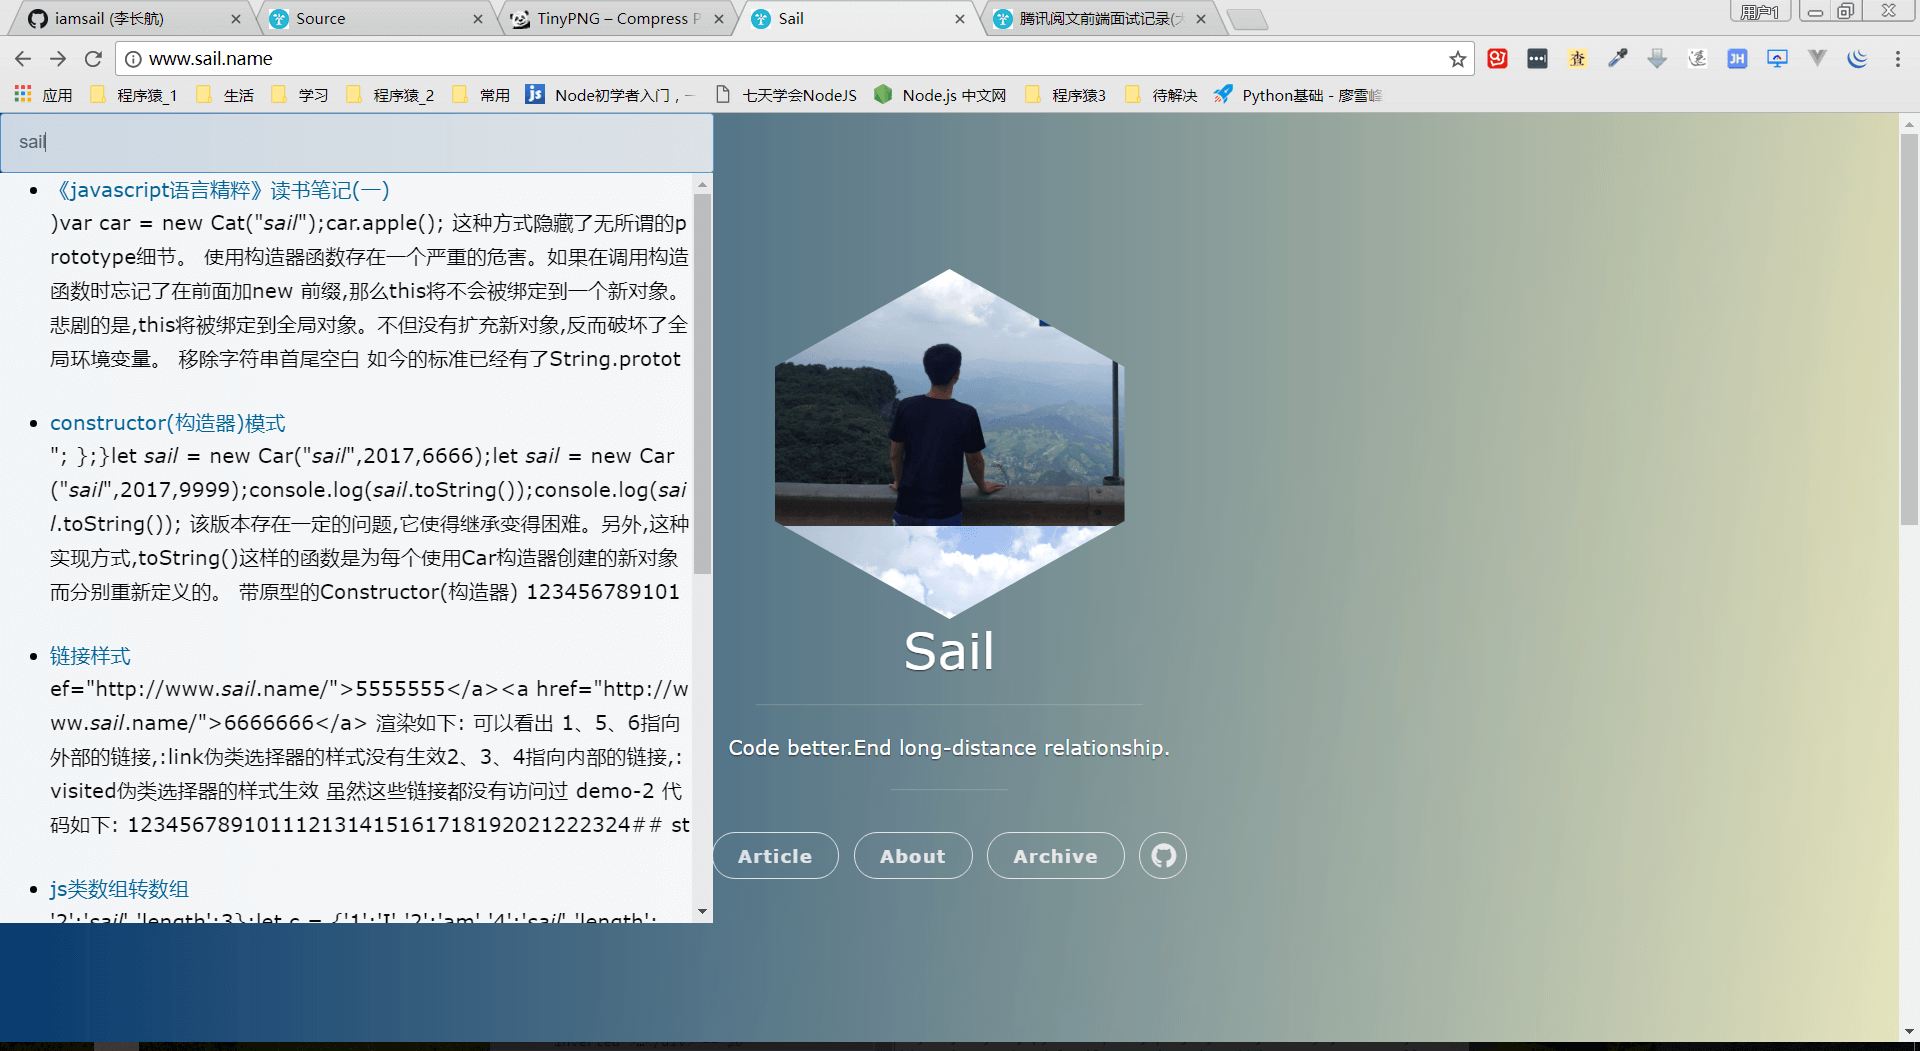 iamsail (李长航)
Source
TinyPNG – Compress P
Sail
腾讯阅文前端面试记录(大
用户1
www.sail.name
应用
程序猿_1
生活
学习
程序猿_2
常用
Node初学者入门，一
七天学会NodeJS
Node.js 中文网
程序猿3
待解决
Python基础 - 廖雪峰
sail
《javascript语言精粹》读书笔记(一)
)var car = new Cat("sail");car.apple(); 这种方式隐藏了无所谓的p
rototype细节。 使用构造器函数存在一个严重的危害。如果在调用构造
函数时忘记了在前面加new 前缀,那么this将不会被绑定到一个新对象。
悲剧的是,this将被绑定到全局对象。不但没有扩充新对象,反而破坏了全
局环境变量。 移除字符串首尾空白 如今的标准已经有了String.protot
constructor(构造器)模式
"; };}let sail = new Car("sail",2017,6666);let sail = new Car
("sail",2017,9999);console.log(sail.toString());console.log(sai
l.toString()); 该版本存在一定的问题,它使得继承变得困难。另外,这种
实现方式,toString()这样的函数是为每个使用Car构造器创建的新对象
而分别重新定义的。 带原型的Constructor(构造器) 123456789101
链接样式
ef="http://www.sail.name/">5555555</a><a href="http://w
ww.sail.name/">6666666</a> 渲染如下: 可以看出 1、5、6指向
外部的链接,:link伪类选择器的样式没有生效2、3、4指向内部的链接,:
visited伪类选择器的样式生效 虽然这些链接都没有访问过 demo-2 代
码如下: 123456789101112131415161718192021222324## st
js类数组转数组
'2':'sail','length':3};let c = {'1':'I','2':'am','4':'sail','length':
Sail
Code better.End long-distance relationship.
Article
About
Archive